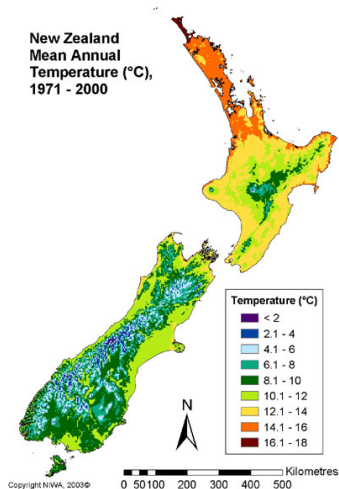 New Zealand
Mean Annual
Temperature (°C),
1971 - 2000
Temperature (°C)
< 2
2.1 - 4
4.1 - 6
6.1 - 8
8.1 - 10
10.1 - 12
12.1 - 14
14.1 - 16
16.1 - 18
N
Kilometres
0 50 100 200 300 400 500
Copyright NIWA, 2003©